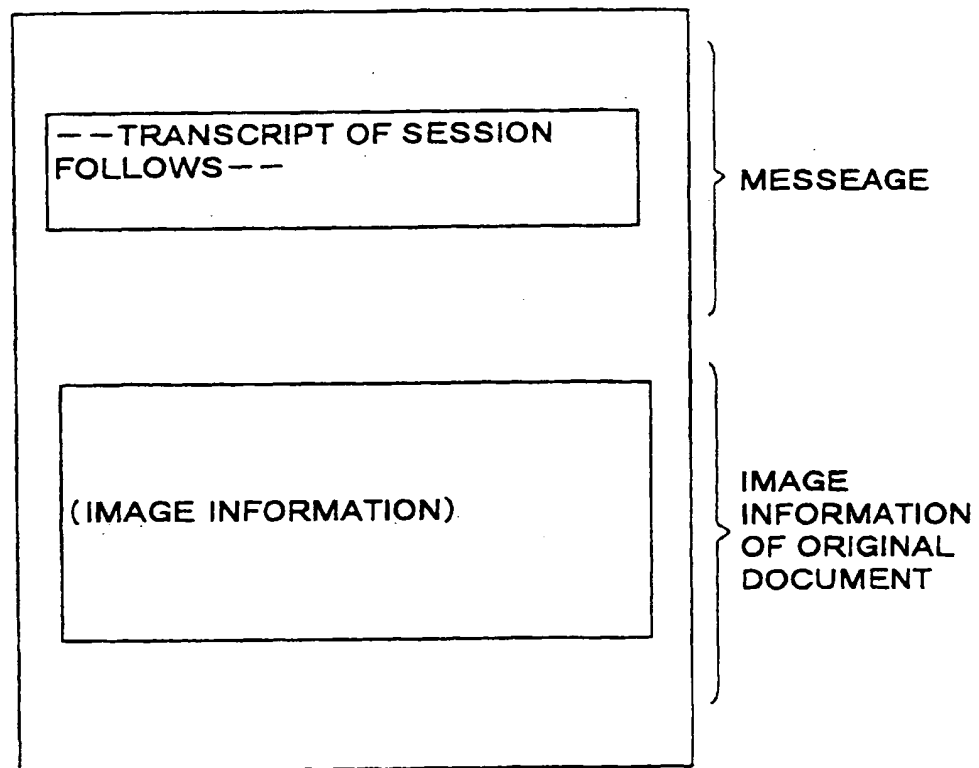 ——TRANSCRIPT OF SESSION
FOLLOWS——
MESSEAGE
(IMAGE INFORMATION)
IMAGE
INFORMATION
OF ORIGINAL
DOCUMENT